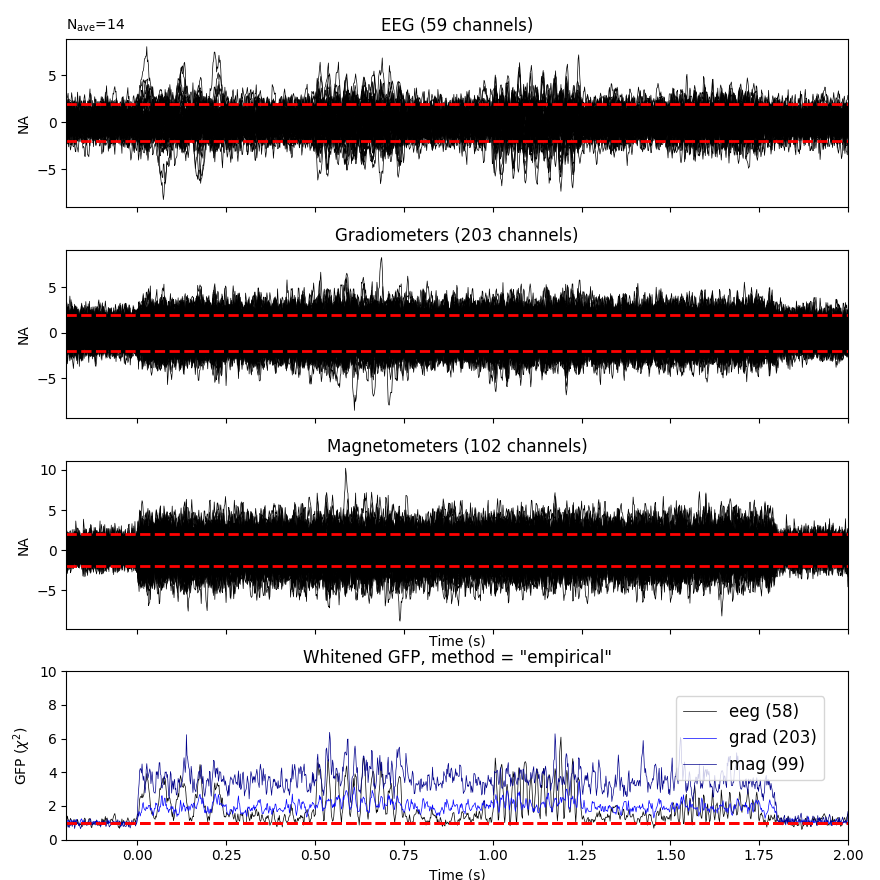 N_ave=14
EEG (59 channels)
5
0
−5
NA
Gradiometers (203 channels)
5
0
−5
NA
Magnetometers (102 channels)
10
5
0
−5
NA
Time (s)
Whitened GFP, method = "empirical"
10
8
6
4
2
0
GFP (χ²)
eeg (58)
grad (203)
mag (99)
0.00 0.25 0.50 0.75 1.00 1.25 1.50 1.75 2.00
Time (s)